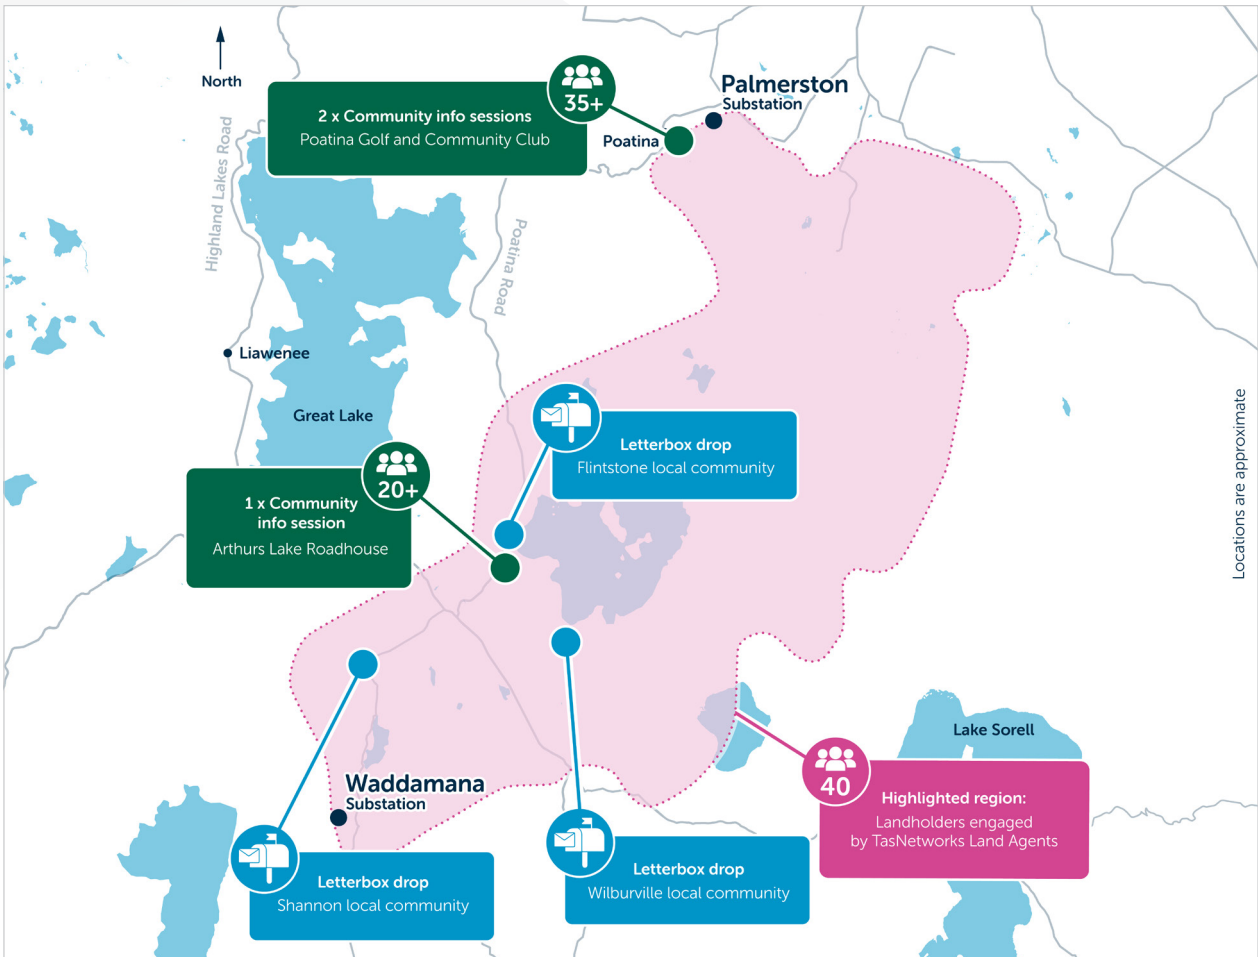 North
Highland Lakes Road
2 x Community info sessions
Poatina Golf and Community Club
35+
Palmerston
Substation
Poatina
Poatina Road
Liawenee
Great Lake
Letterbox drop
Flintstone local community
20+
1 x Community
info session
Arthurs Lake Roadhouse
Locations are approximate
Lake Sorell
40
Highlighted region:
Landholders engaged
by TasNetworks Land Agents
Waddamana
Substation
Letterbox drop
Shannon local community
Letterbox drop
Wilburville local community